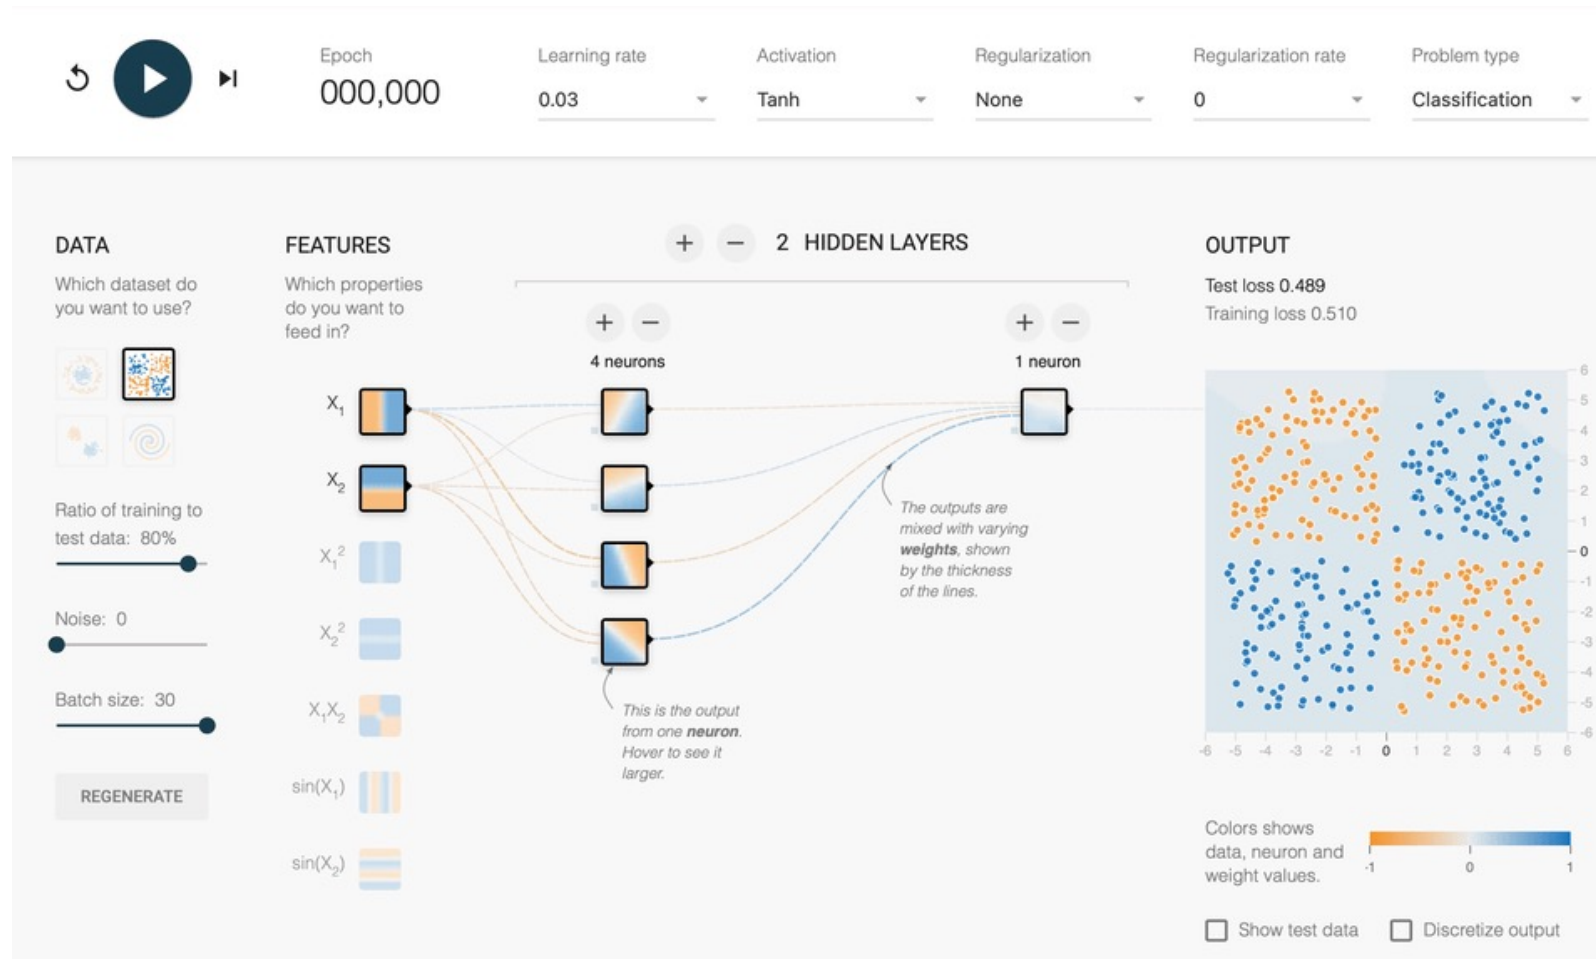 Epoch
000,000
Learning rate
0.03
Activation
Tanh
Regularization
None
Regularization rate
0
Problem type
Classification
DATA
Which dataset do
you want to use?
Ratio of training to
test data: 80%
Noise: 0
Batch size: 30
REGENERATE
FEATURES
Which properties
do you want to
feed in?
X₁
X₂
X₁²
X₂²
X₁X₂
sin(X₁)
sin(X₂)
+ − 2 HIDDEN LAYERS
+ −
4 neurons
+ −
1 neuron
The outputs are
mixed with varying
weights, shown
by the thickness
of the lines.
This is the output
from one neuron.
Hover to see it
larger.
OUTPUT
Test loss 0.489
Training loss 0.510
6
5
4
3
2
1
0
-1
-2
-3
-4
-5
-6
-6 -5 -4 -3 -2 -1 0 1 2 3 4 5 6
Colors shows
data, neuron and
weight values.
-1 0 1
Show test data
Discretize output